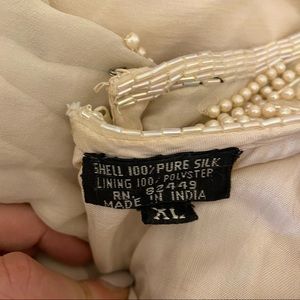 SHELL 100% PURE SILK
LINING 100% POLYSTER
RN. 82449
MADE IN INDIA
XL